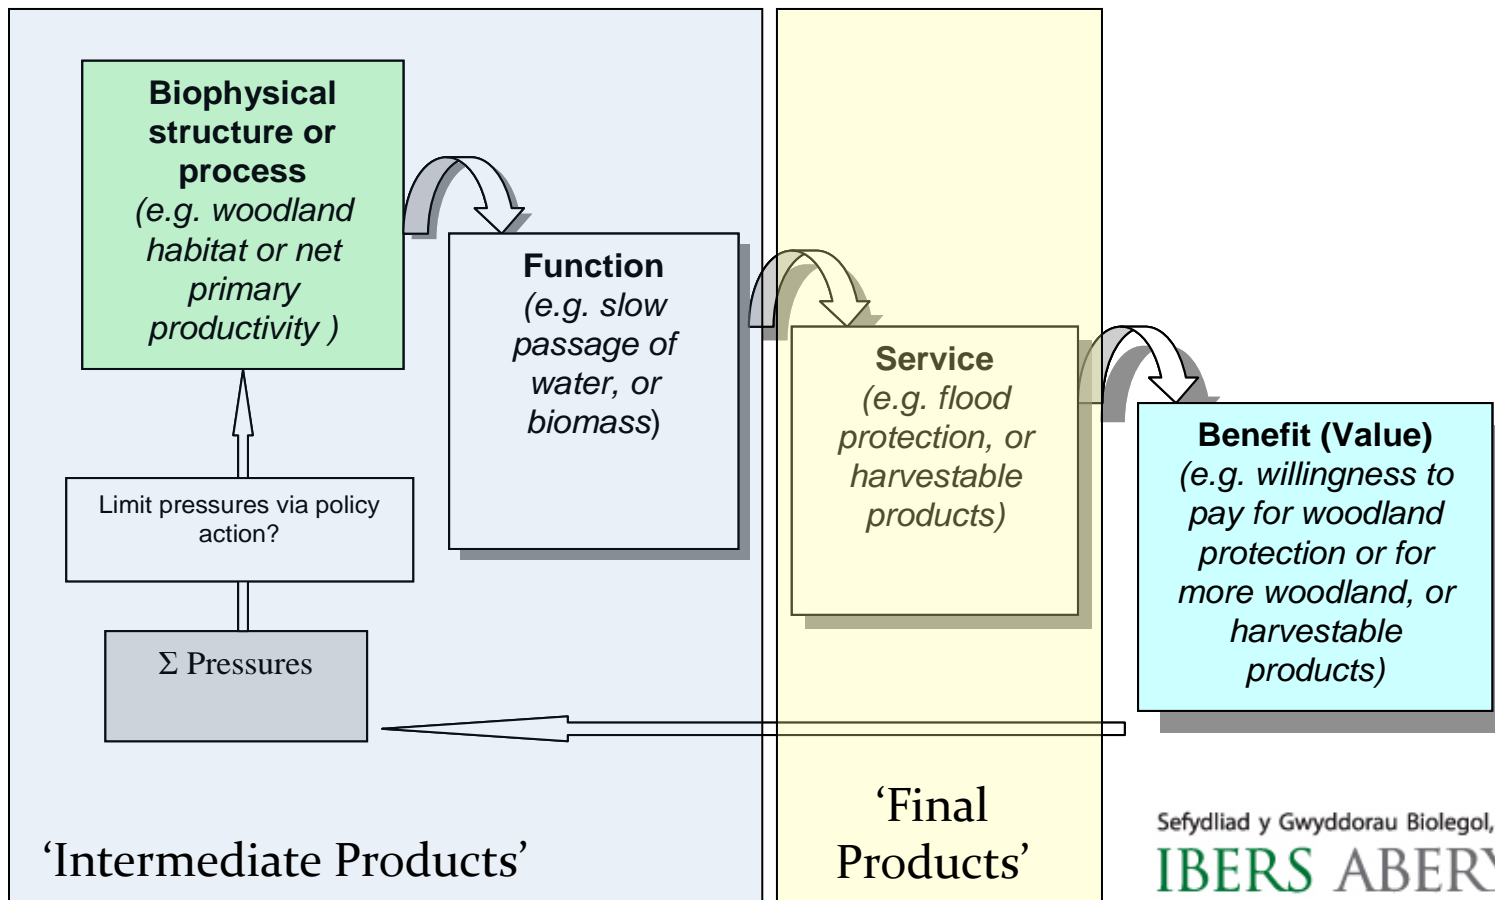 Biophysical
structure or
process
(e.g. woodland
habitat or net
primary
productivity )
Function
(e.g. slow
passage of
water, or
biomass)
Service
(e.g. flood
protection, or
harvestable
products)
Benefit (Value)
(e.g. willingness to
pay for woodland
protection or for
more woodland, or
harvestable
products)
Limit pressures via policy
action?
Σ Pressures
‘Intermediate Products’
‘Final
Products’
Sefydliad y Gwyddorau Biolegol,
IBERS ABERY